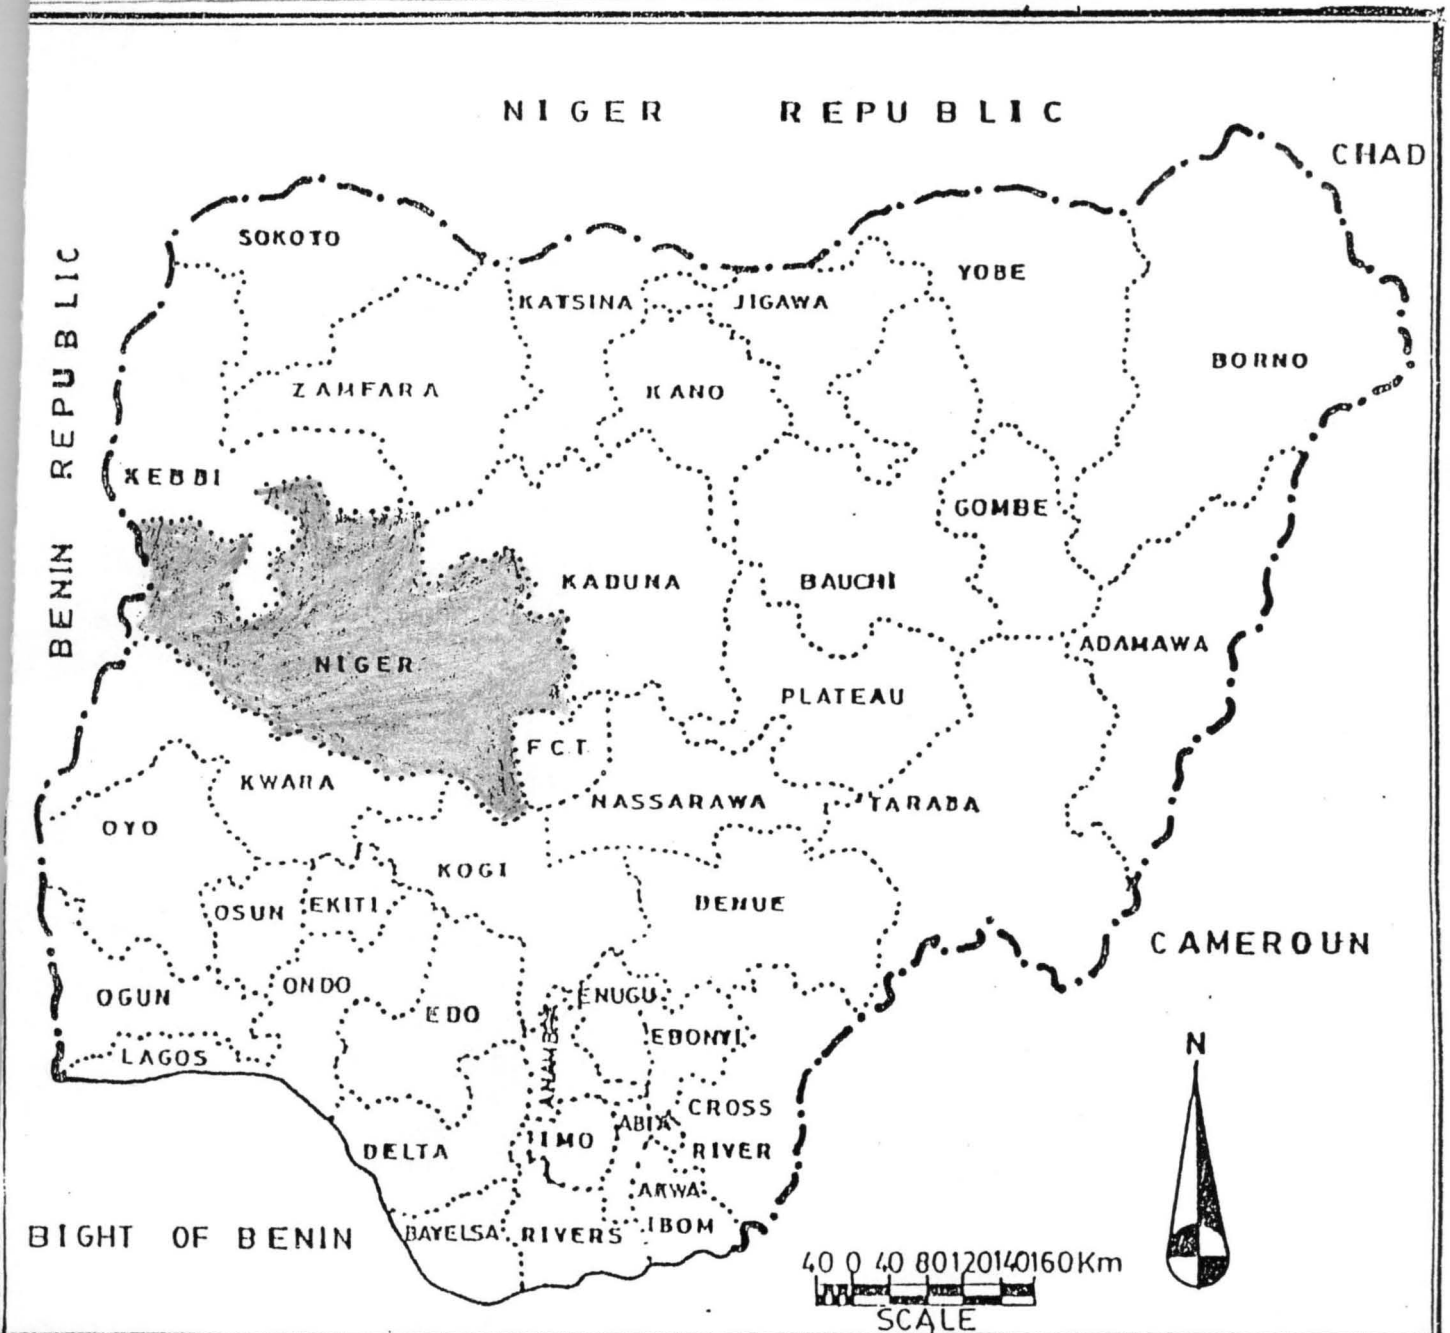 NIGER REPUBLIC
CHAD
SOKOTO
BENIN REPUBLIC
YOBE
KATSINA
JIGAWA
BORNO
ZAMFARA
KANO
KEBBI
GOMBE
KADUNA
BAUCHI
ADAMAWA
NIGER
PLATEAU
F.C.T
KWARA
NASSARAWA
TARABA
OYO
KOGI
OSUN
EKITI
BENUE
CAMEROUN
OGUN
ONDO
EDO
ENUGU
EBONYI
ANAMBRA
LAGOS
N
CROSS
RIVER
ABIA
IMO
DELTA
AKWA
IBOM
BAYELSA
RIVERS
BIGHT OF BENIN
40 0 40 80 120 140 160 Km
SCALE